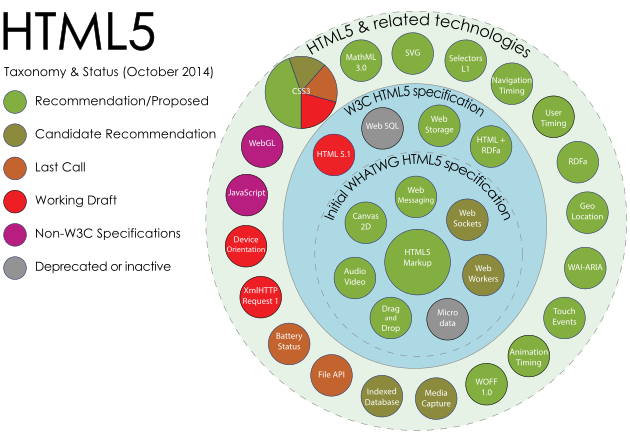 HTML5
Taxonomy & Status (October 2014)
Recommendation/Proposed
Candidate Recommendation
Last Call
Working Draft
Non-W3C Specifications
Deprecated or inactive
HTML5 & related technologies
MathML
3.0
SVG
Selectors
L1
Navigation
Timing
User
Timing
RDFa
Geo
Location
WAI-ARIA
Touch
Events
Animation
Timing
WOFF
1.0
Media
Capture
Indexed
Database
File API
Battery
Status
XmlHTTP
Request 1
Device
Orientation
JavaScript
WebGL
CSS3
W3C HTML5 specification
HTML 5.1
Web SQL
Web
Storage
HTML +
RDFa
Initial WHATWG HTML5 specification
Web
Messaging
Canvas
2D
Web
Sockets
HTML5
Markup
Audio
Video
Web
Workers
Drag
and
Drop
Micro
data